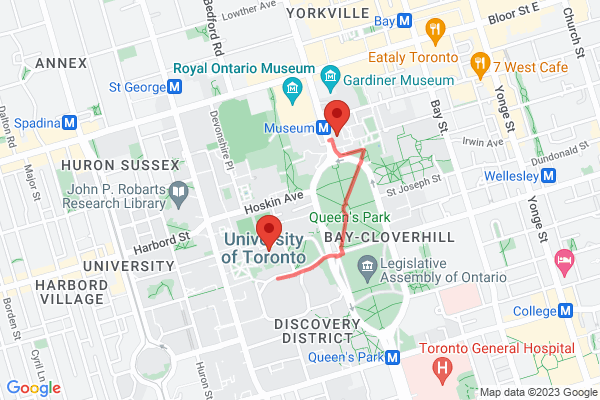 Lowther Ave
YORKVILLE
Bloor St E
Bay M
Church St
Bedford Rd
ANNEX
Eataly Toronto
Royal Ontario Museum
Gardiner Museum
7 West Cafe
St George M
Spadina M
Dalton Rd
Devonshire Pl
Museum M
Bay St
Yonge St
Irwin Ave
Dundonald St
Major St
HURON SUSSEX
John P. Robarts
Research Library
Hoskin Ave
St Joseph St
Wellesley M
Queen's Park
Harbord St
University
of Toronto
BAY-CLOVERHILL
Yonge St
UNIVERSITY
Legislative
Assembly of Ontario
HARBORD
VILLAGE
Borden St
DISCOVERY
DISTRICT
College M
Queen's Park M
Toronto General Hospital
H
Cyril Ln
Huron St
Google
Map data ©2023 Google